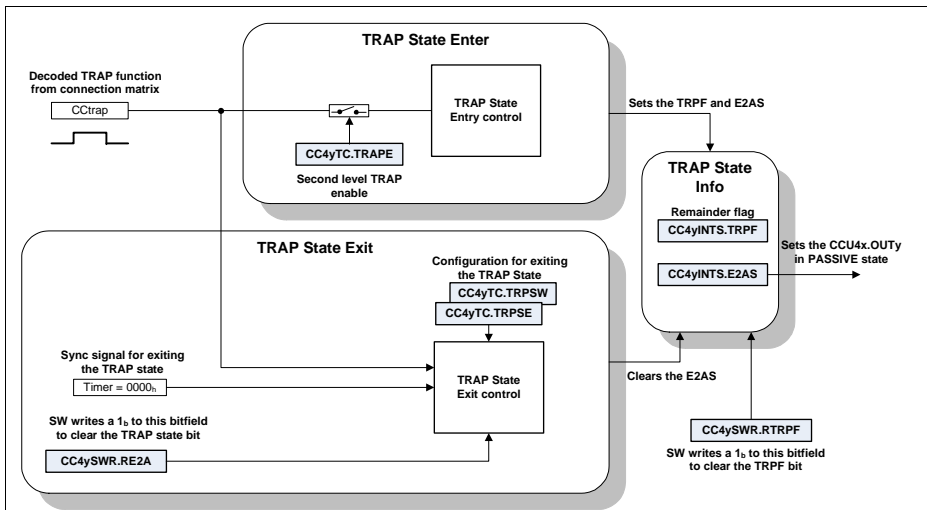 TRAP State Enter
Decoded TRAP function
from connection matrix
CCtrap
TRAP State
Entry control
CC4yTC.TRAPE
Second level TRAP
enable
Sets the TRPF and E2AS
TRAP State
Info
Remainder flag
CC4yINTS.TRPF
CC4yINTS.E2AS
Sets the CCU4x.OUTy
in PASSIVE state
TRAP State Exit
Configuration for exiting
the TRAP State
CC4yTC.TRPSW
CC4yTC.TRPSE
Sync signal for exiting
the TRAP state
Timer = 0000h
TRAP State
Exit control
SW writes a 1b to this bitfield
to clear the TRAP state bit
CC4ySWR.RE2A
Clears the E2AS
CC4ySWR.RTRPF
SW writes a 1b to this bitfield
to clear the TRPF bit